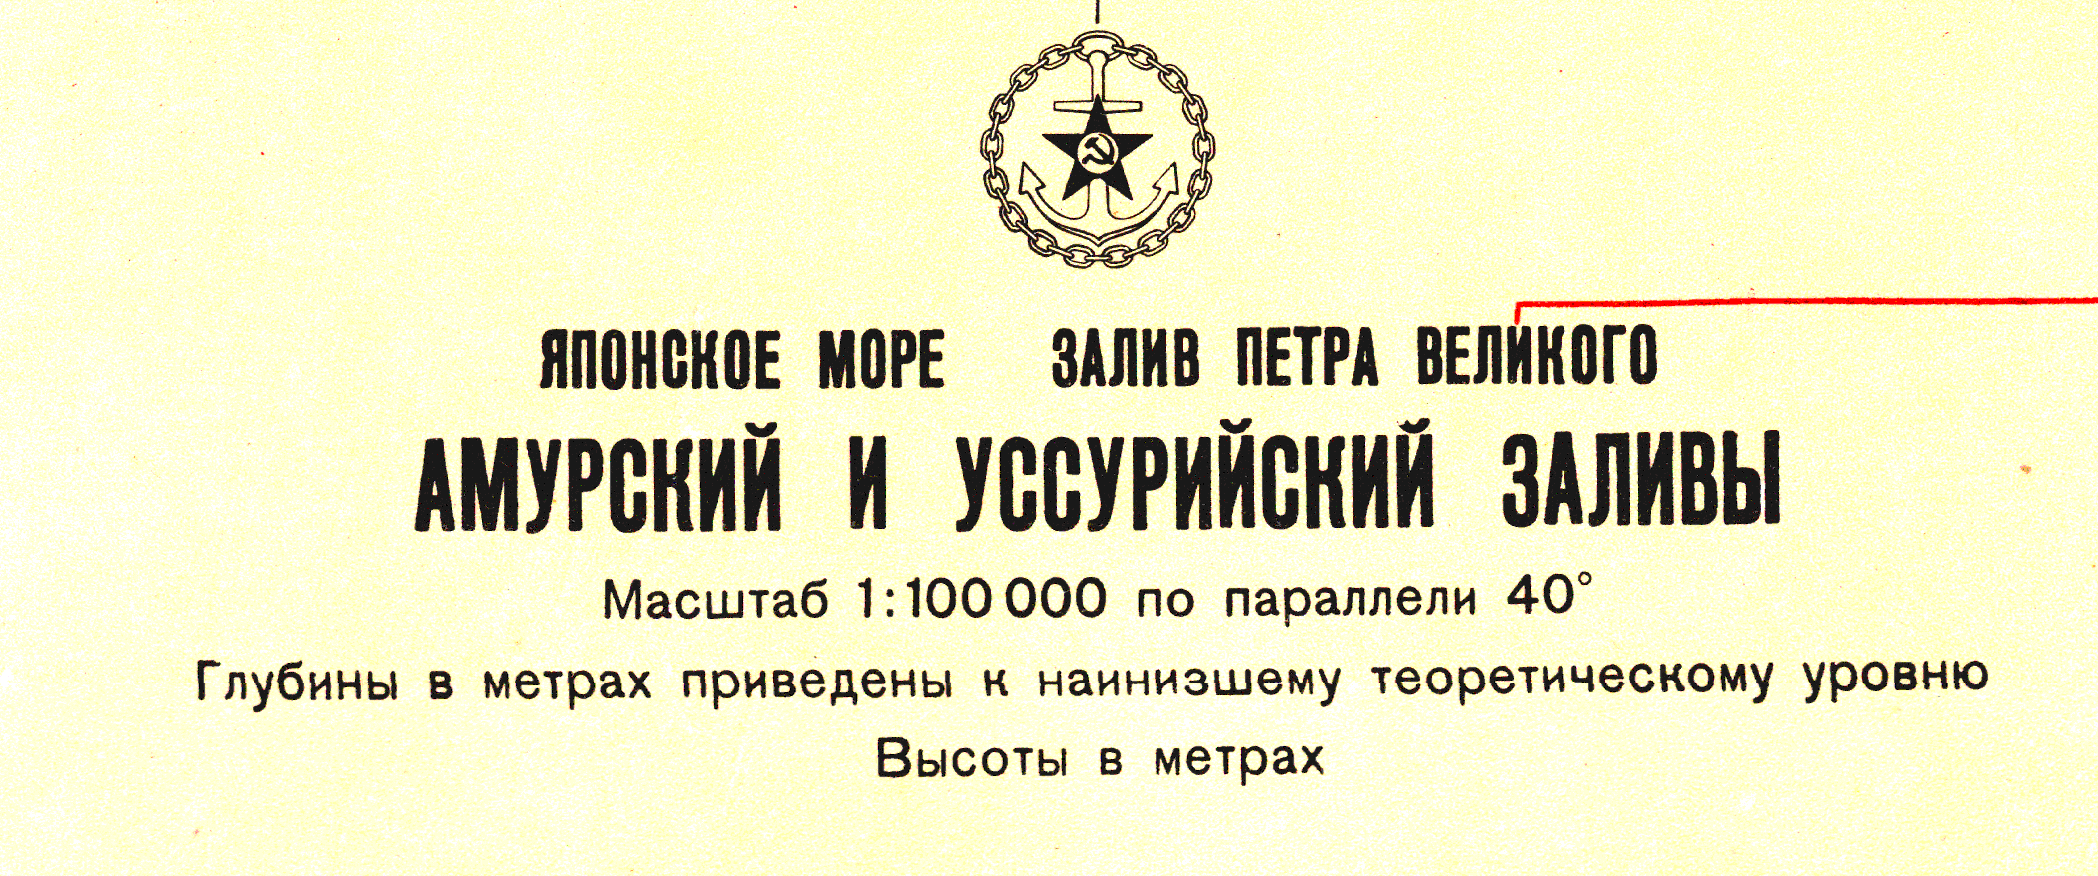 ЯПОНСКОЕ МОРЕ ЗАЛИВ ПЕТРА ВЕЛИКОГО
АМУРСКИЙ И УССУРИЙСКИЙ ЗАЛИВЫ
Масштаб 1:100 000 по параллели 40°
Глубины в метрах приведены к наинизшему теоретическому уровню
Высоты в метрах